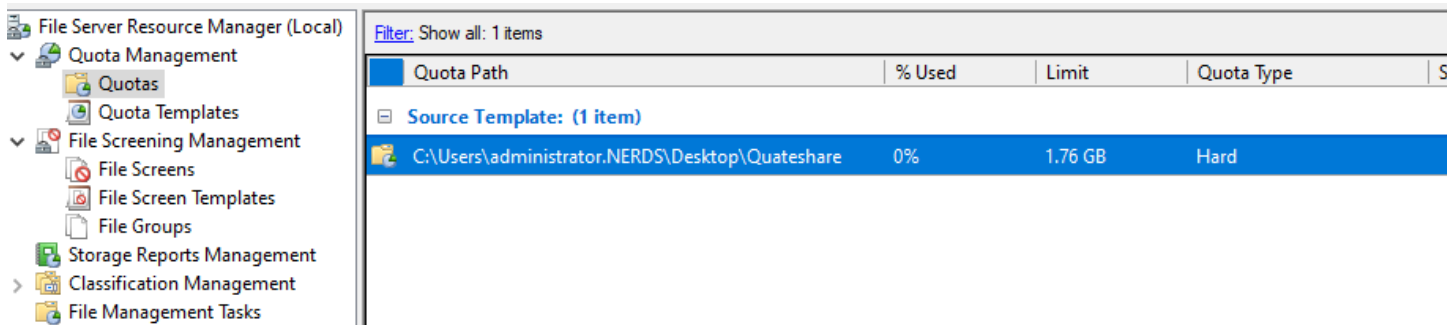 File Server Resource Manager (Local)
Quota Management
Quotas
Quota Templates
File Screening Management
File Screens
File Screen Templates
File Groups
Storage Reports Management
Classification Management
File Management Tasks
Filter: Show all: 1 items
Quota Path % Used Limit Quota Type S
Source Template: (1 item)
C:\Users\administrator.NERDS\Desktop\Quateshare 0% 1.76 GB Hard